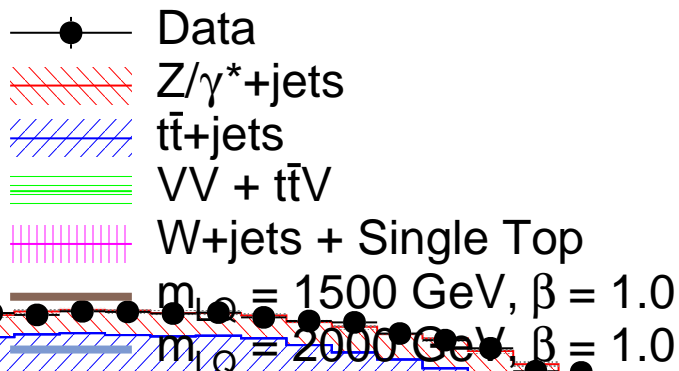 Data
Z/γ*+jets
tt̄+jets
VV + tt̄V
W+jets + Single Top
m_LQ = 1500 GeV, β = 1.0
m_LQ = 2000 GeV, β = 1.0